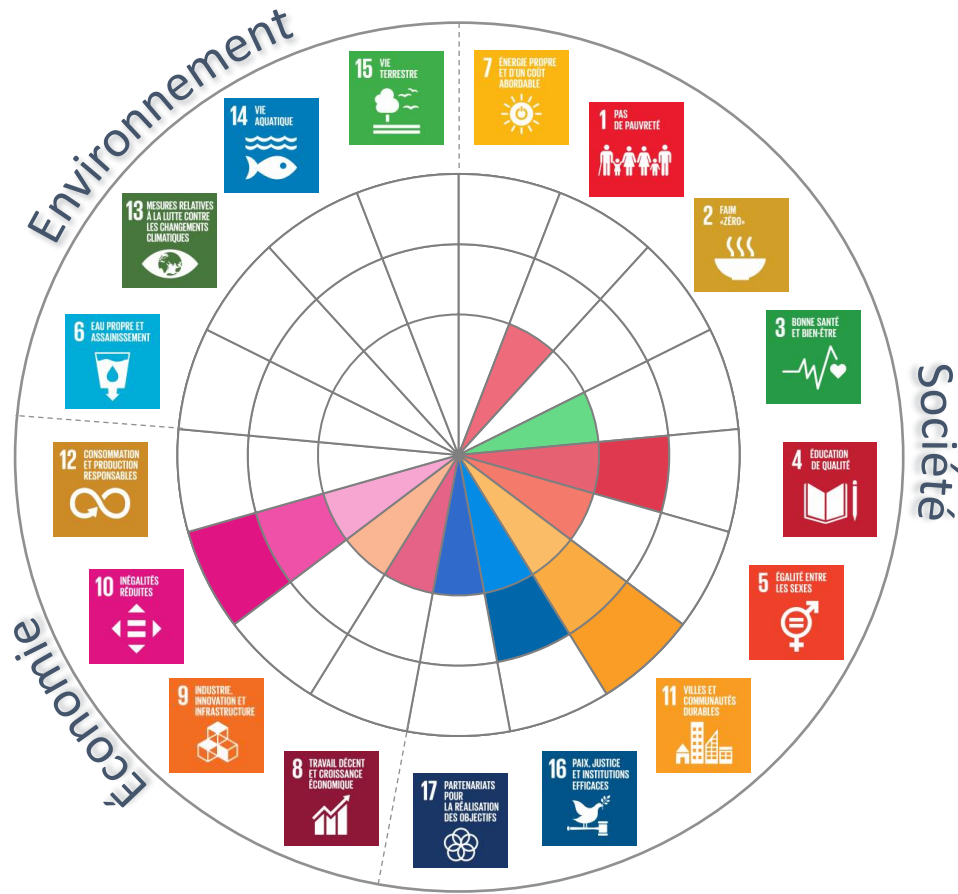 Environnement
15 VIE
TERRESTRE
7 ÉNERGIE PROPRE
ET D'UN COÛT
ABORDABLE
14 VIE
AQUATIQUE
1 PAS
DE PAUVRETÉ
13 MESURES RELATIVES
À LA LUTTE CONTRE
LES CHANGEMENTS
CLIMATIQUES
2 FAIM
«ZÉRO»
6 EAU PROPRE ET
ASSAINISSEMENT
3 BONNE SANTÉ
ET BIEN-ÊTRE
Société
12 CONSOMMATION
ET PRODUCTION
RESPONSABLES
4 ÉDUCATION
DE QUALITÉ
10 INÉGALITÉS
RÉDUITES
5 ÉGALITÉ ENTRE
LES SEXES
Économie
9 INDUSTRIE,
INNOVATION ET
INFRASTRUCTURE
11 VILLES ET
COMMUNAUTÉS
DURABLES
8 TRAVAIL DÉCENT
ET CROISSANCE
ÉCONOMIQUE
17 PARTENARIATS
POUR
LA RÉALISATION
DES OBJECTIFS
16 PAIX, JUSTICE
ET INSTITUTIONS
EFFICACES